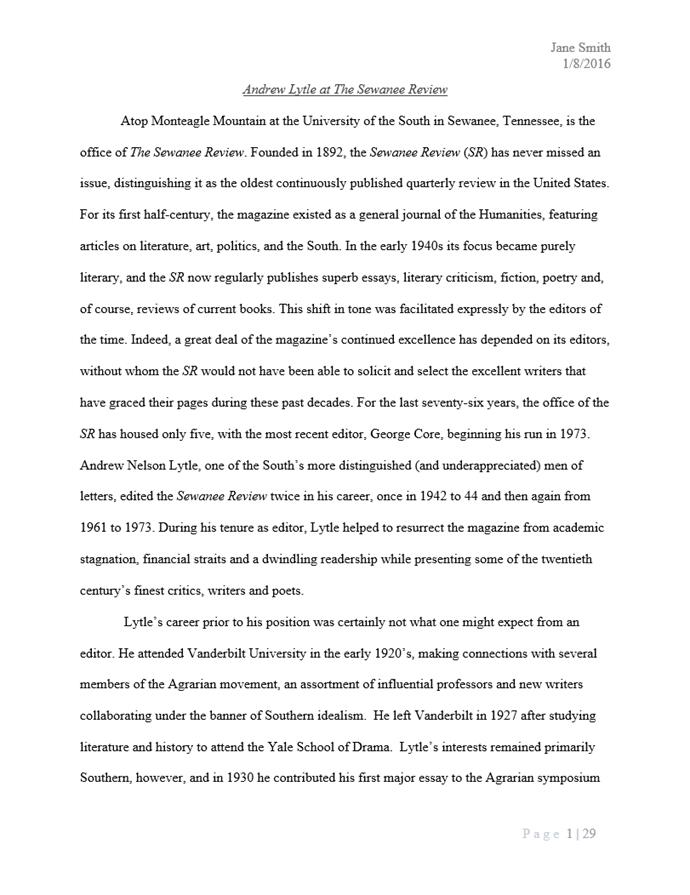 Jane Smith
1/8/2016
Andrew Lytle at The Sewanee Review
Atop Monteagle Mountain at the University of the South in Sewanee, Tennessee, is the
office of The Sewanee Review. Founded in 1892, the Sewanee Review (SR) has never missed an
issue, distinguishing it as the oldest continuously published quarterly review in the United States.
For its first half-century, the magazine existed as a general journal of the Humanities, featuring
articles on literature, art, politics, and the South. In the early 1940s its focus became purely
literary, and the SR now regularly publishes superb essays, literary criticism, fiction, poetry and,
of course, reviews of current books. This shift in tone was facilitated expressly by the editors of
the time. Indeed, a great deal of the magazine’s continued excellence has depended on its editors,
without whom the SR would not have been able to solicit and select the excellent writers that
have graced their pages during these past decades. For the last seventy-six years, the office of the
SR has housed only five, with the most recent editor, George Core, beginning his run in 1973.
Andrew Nelson Lytle, one of the South’s more distinguished (and underappreciated) men of
letters, edited the Sewanee Review twice in his career, once in 1942 to 44 and then again from
1961 to 1973. During his tenure as editor, Lytle helped to resurrect the magazine from academic
stagnation, financial straits and a dwindling readership while presenting some of the twentieth
century’s finest critics, writers and poets.
Lytle’s career prior to his position was certainly not what one might expect from an
editor. He attended Vanderbilt University in the early 1920’s, making connections with several
members of the Agrarian movement, an assortment of influential professors and new writers
collaborating under the banner of Southern idealism.  He left Vanderbilt in 1927 after studying
literature and history to attend the Yale School of Drama.  Lytle’s interests remained primarily
Southern, however, and in 1930 he contributed his first major essay to the Agrarian symposium
Page 1 | 29